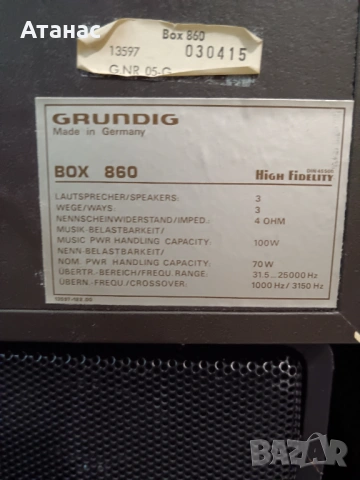 Атанас
Box 860
13597
030415
G NR 05-G
GRUNDIG
Made in Germany
BOX 860
HIGH FIDELITY
LAUTSPRECHER/SPEAKERS: 3
WEGE/WAYS: 3
NENNSCHEINWIDERSTAND/IMPED.: 4 OHM
MUSIK-BELASTBARKEIT/
MUSIC PWR HANDLING CAPACITY: 100W
NENN-BELASTBARKEIT/
NOM. PWR HANDLING CAPACITY: 70W
ÜBERTR.-BEREICH/FREQU. RANGE: 31.5...25000 Hz
ÜBERN.-FREQU./CROSSOVER: 1000 Hz / 3150 Hz
BAZAR